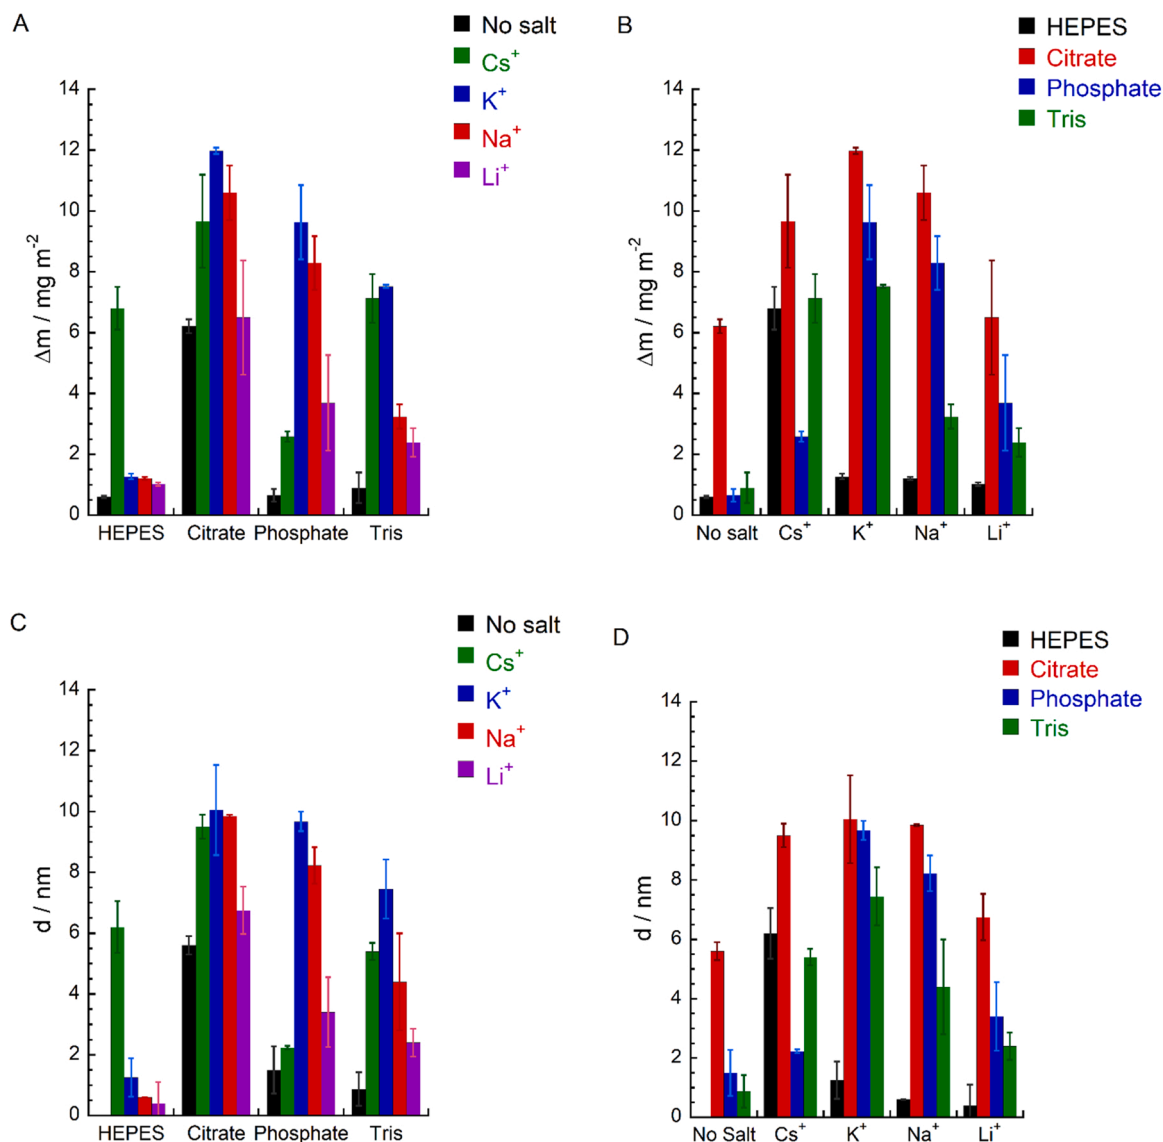 A
No salt
Cs⁺
K⁺
Na⁺
Li⁺
14
12
10
8
6
4
2
0
Δm / mg m⁻²
HEPES Citrate Phosphate Tris
B
HEPES
Citrate
Phosphate
Tris
14
12
10
8
6
4
2
0
Δm / mg m⁻²
No salt Cs⁺ K⁺ Na⁺ Li⁺
C
No salt
Cs⁺
K⁺
Na⁺
Li⁺
14
12
10
8
6
4
2
0
d / nm
HEPES Citrate Phosphate Tris
D
HEPES
Citrate
Phosphate
Tris
14
12
10
8
6
4
2
0
d / nm
No Salt Cs⁺ K⁺ Na⁺ Li⁺